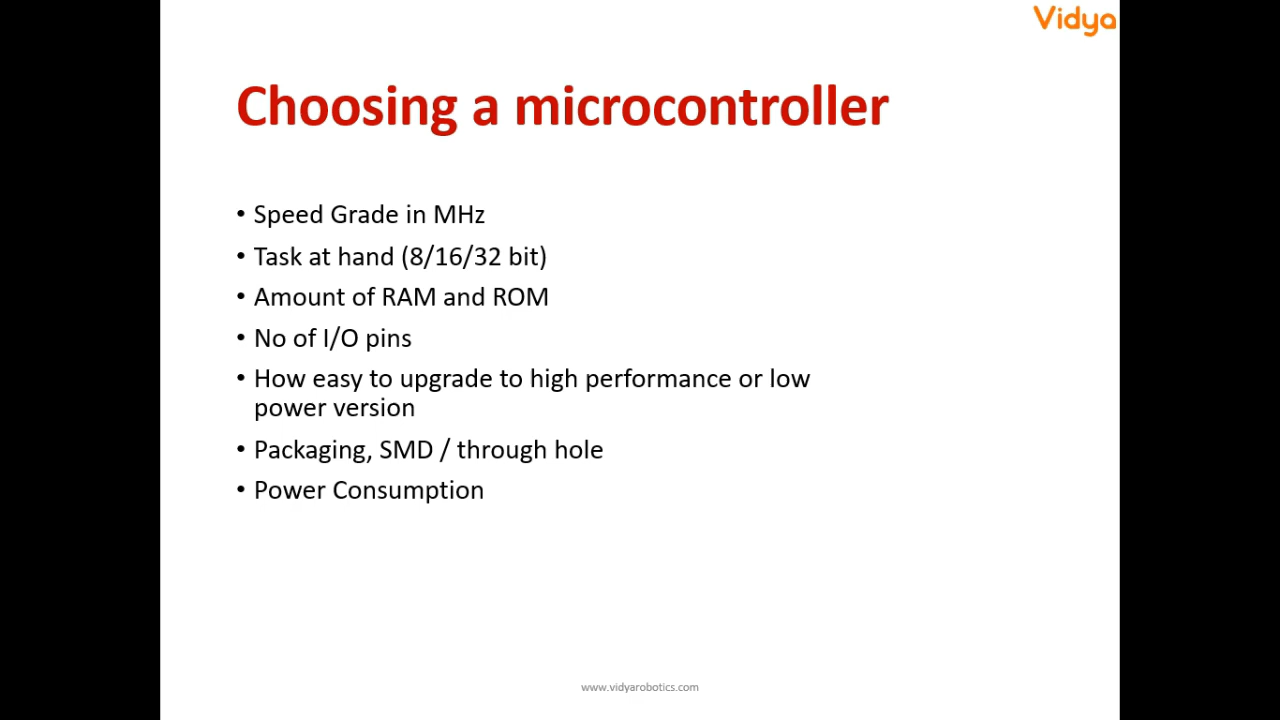 Vidya
Choosing a microcontroller
• Speed Grade in MHz
• Task at hand (8/16/32 bit)
• Amount of RAM and ROM
• No of I/O pins
• How easy to upgrade to high performance or low
power version
• Packaging, SMD / through hole
• Power Consumption
www.vidyarobotics.com